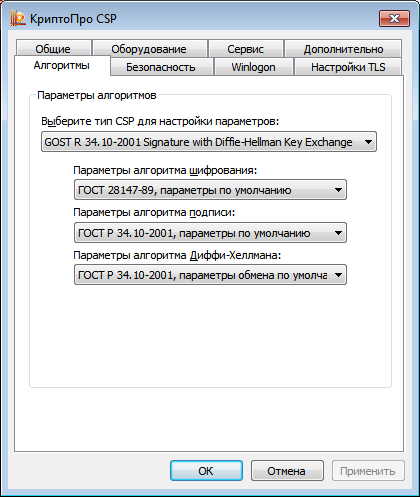 КриптоПро CSP
Общие Оборудование Сервис Дополнительно
Алгоритмы Безопасность Winlogon Настройки TLS
Параметры алгоритмов
Выберите тип CSP для настройки параметров:
GOST R 34.10-2001 Signature with Diffie-Hellman Key Exchange
Параметры алгоритма шифрования:
ГОСТ 28147-89, параметры по умолчанию
Параметры алгоритма подписи:
ГОСТ Р 34.10-2001, параметры по умолчанию
Параметры алгоритма Диффи-Хеллмана:
ГОСТ Р 34.10-2001, параметры обмена по умолча
OK Отмена Применить